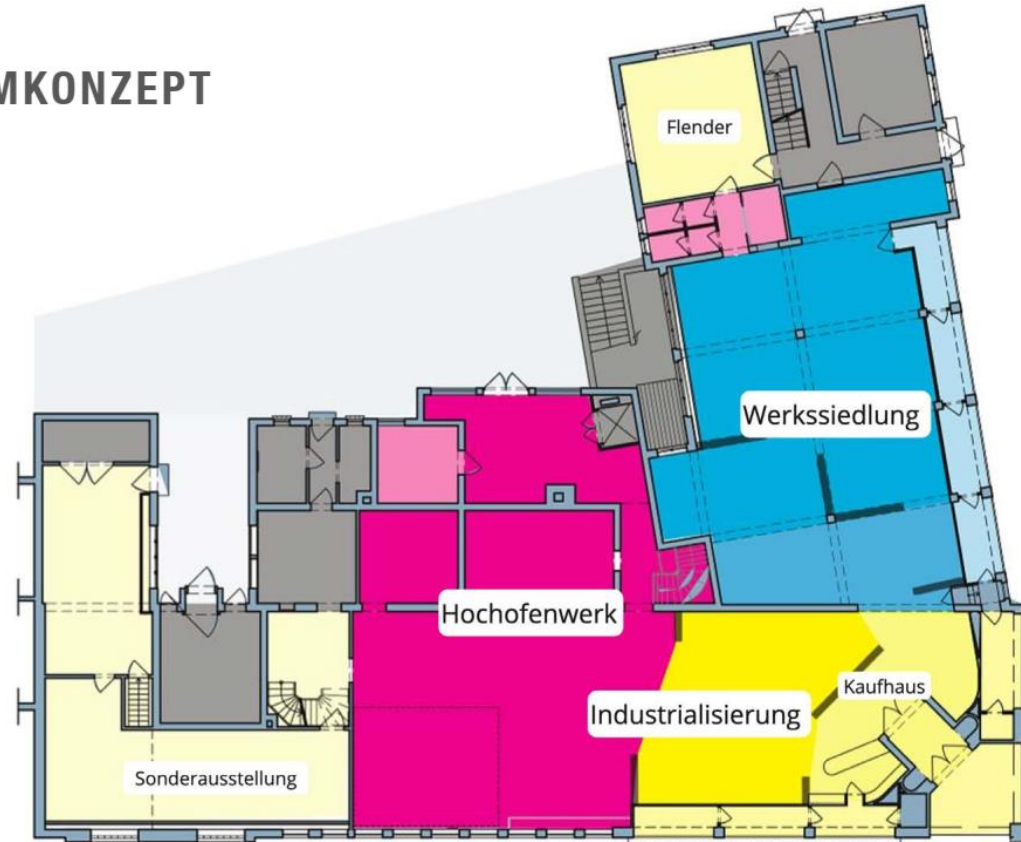 MKONZEPT
Flender
Werkssiedlung
Hochofenwerk
Kaufhaus
Industrialisierung
Sonderausstellung